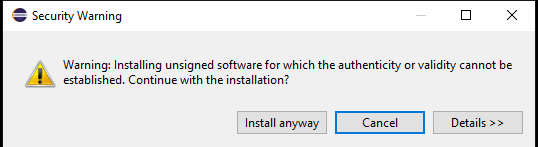 Security Warning
Warning: Installing unsigned software for which the authenticity or validity cannot be
established. Continue with the installation?
Install anyway Cancel Details >>